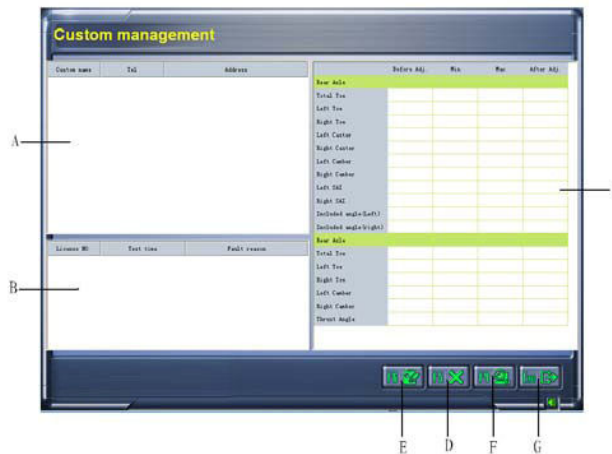 Custom management
Custom name Tel Address
Before Adj. Min Max After Adj.
Rear Axle
Total Toe
Left Toe
Right Toe
Left Caster
Right Caster
Left Camber
Right Camber
Left SAI
Right SAI
Included angle(Left)
Included angle(right)
Rear Axle
Total Toe
Left Toe
Right Toe
Left Camber
Right Camber
Thrust Angle
License NO Test time Fault reason
A
B
E D F G